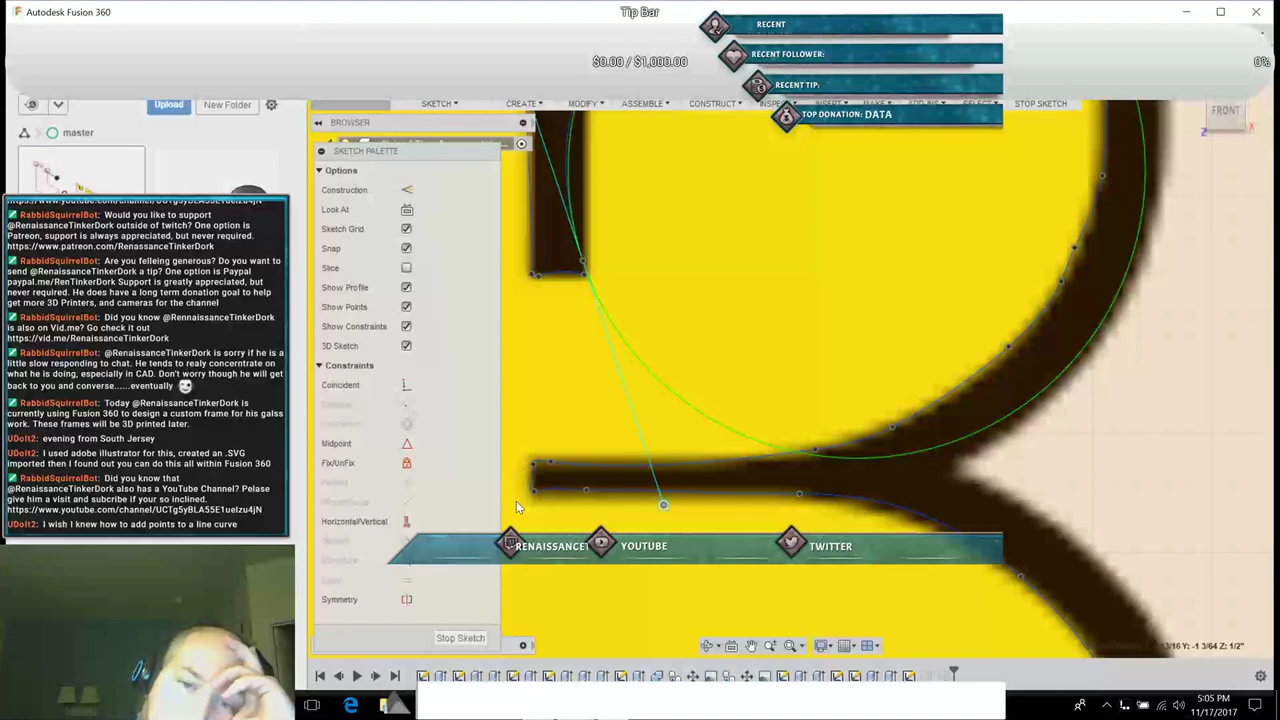 Autodesk Fusion 360
Tip Bar
RECENT
RECENT FOLLOWER:
$0.00 / $1,000.00
0%
RECENT TIP:
Upload
New Folder
SKETCH
CREATE
MODIFY
ASSEMBLE
CONSTRUCT
STOP SKETCH
TOP DONATION: DATA
FRONT
Z
X
BROWSER
master
SKETCH PALETTE
Options
Construction
Look At
Sketch Grid
Snap
Slice
Show Profile
Show Points
Show Constraints
3D Sketch
Constraints
Coincident
Midpoint
Fix/UnFix
Horizontal/Vertical
Symmetry
Stop Sketch
RabbidSquirrelBot: Would you like to support
@RenaissanceTinkerDork outside of twitch? One option is
Patreon, support is always appreciated, but never required.
https://www.patreon.com/RenassanceTinkerDork
RabbidSquirrelBot: Are you felleing generous? Do you want to
send @RenaissanceTinkerDork a tip? One option is Paypal
paypal.me/RenTinkerDork Support is greatly appreciated, but
never required. He does have a long term donation goal to help
get more 3D Printers, and cameras for the channel
RabbidSquirrelBot: Did you know @RennaissanceTinkerDork
is also on Vid.me? Go check it out
https://vid.me/RenaissanceTinkerDork
RabbidSquirrelBot: @RenaissanceTinkerDork is sorry if he is a
little slow responding to chat. He tends to realy concerntrate on
what he is doing, especially in CAD. Don't worry though he will get
back to you and converse......eventually
RabbidSquirrelBot: Today @RenaissanceTinkerDork is
currently using Fusion 360 to design a custom frame for his galss
work. These frames will be 3D printed later.
UDoIt2: evening from South Jersey
UDoIt2: I used adobe illustrator for this, created an .SVG
imported then I found out you can do this all within Fusion 360
RabbidSquirrelBot: Did you know that
@RenaissanceTinkerDork also has a YouTube Channel? Pelase
give him a visit and subcribe if your so inclined.
https://www.youtube.com/channel/UCTg5yBLA55E1uelzu4jN
UDoIt2: I wish I knew how to add points to a line curve
RENAISSANCET
YOUTUBE
TWITTER
3/16 Y: -1 3/64 Z: 1/2"
5:05 PM
11/17/2017